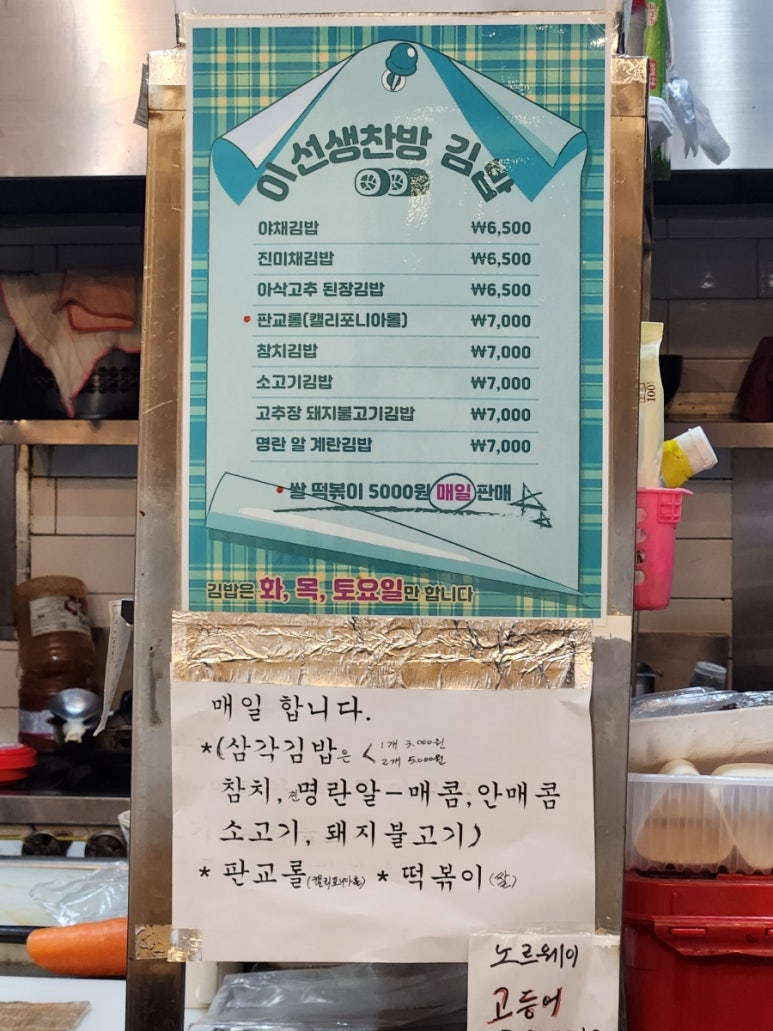 이선생찬방 김밥
야채김밥 ₩6,500
진미채김밥 ₩6,500
아삭고추 된장김밥 ₩6,500
판교롤(캘리포니아롤) ₩7,000
참치김밥 ₩7,000
소고기김밥 ₩7,000
고추장 돼지불고기김밥 ₩7,000
명란 알 계란김밥 ₩7,000
쌀 떡볶이 5000원 매일 판매
김밥은 화, 목, 토요일만 합니다
매일 합니다.
*(삼각김밥은 < 1개 3.000원
2개 5.000원
참치, 명란알-매콤, 안매콤
소고기, 돼지불고기)
* 판교롤(캘리포니아롤) * 떡볶이(쌀)
노르웨이
고등어